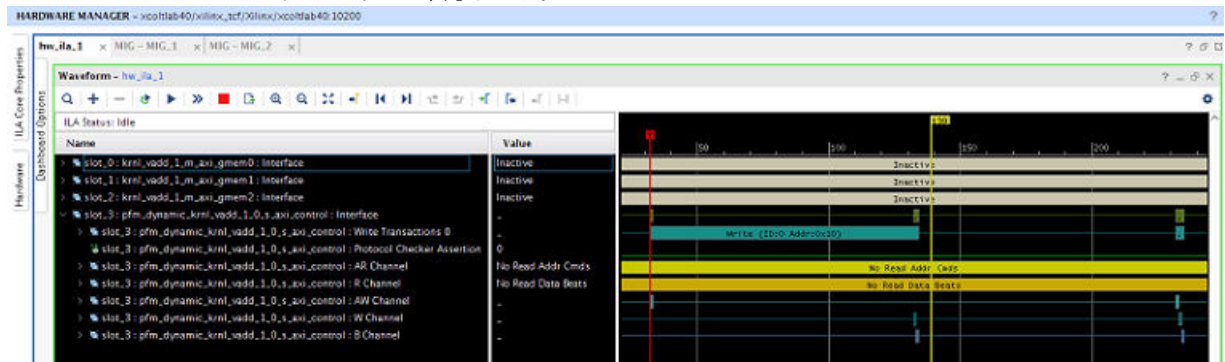 HARDWARE MANAGER - xcoltlab40/xilinx_tcf/Xilinx/xcoltlab40:10200
?
hw_ila_1 × MIG - MIG_1 × MIG - MIG_2 ×
ILA Core Properties
Hardware
Dashboard Options
Waveform - hw_ila_1
ILA Status: Idle
Name Value
50 100 150 200
slot_0 : krnl_vadd_1_m_axi_gmem0 : Interface Inactive Inactive
slot_1 : krnl_vadd_1_m_axi_gmem1 : Interface Inactive Inactive
slot_2 : krnl_vadd_1_m_axi_gmem2 : Interface Inactive Inactive
slot_3 : pfm_dynamic_krnl_vadd_1_0_s_axi_control : Interface
slot_3 : pfm_dynamic_krnl_vadd_1_0_s_axi_control : Write Transactions 0 Write (ID:0 Addr:0x10)
slot_3 : pfm_dynamic_krnl_vadd_1_0_s_axi_control : Protocol Checker Assertion 0
slot_3 : pfm_dynamic_krnl_vadd_1_0_s_axi_control : AR Channel No Read Addr Cmds No Read Addr Cmds
slot_3 : pfm_dynamic_krnl_vadd_1_0_s_axi_control : R Channel No Read Data Beats No Read Data Beats
slot_3 : pfm_dynamic_krnl_vadd_1_0_s_axi_control : AW Channel
slot_3 : pfm_dynamic_krnl_vadd_1_0_s_axi_control : W Channel
slot_3 : pfm_dynamic_krnl_vadd_1_0_s_axi_control : B Channel